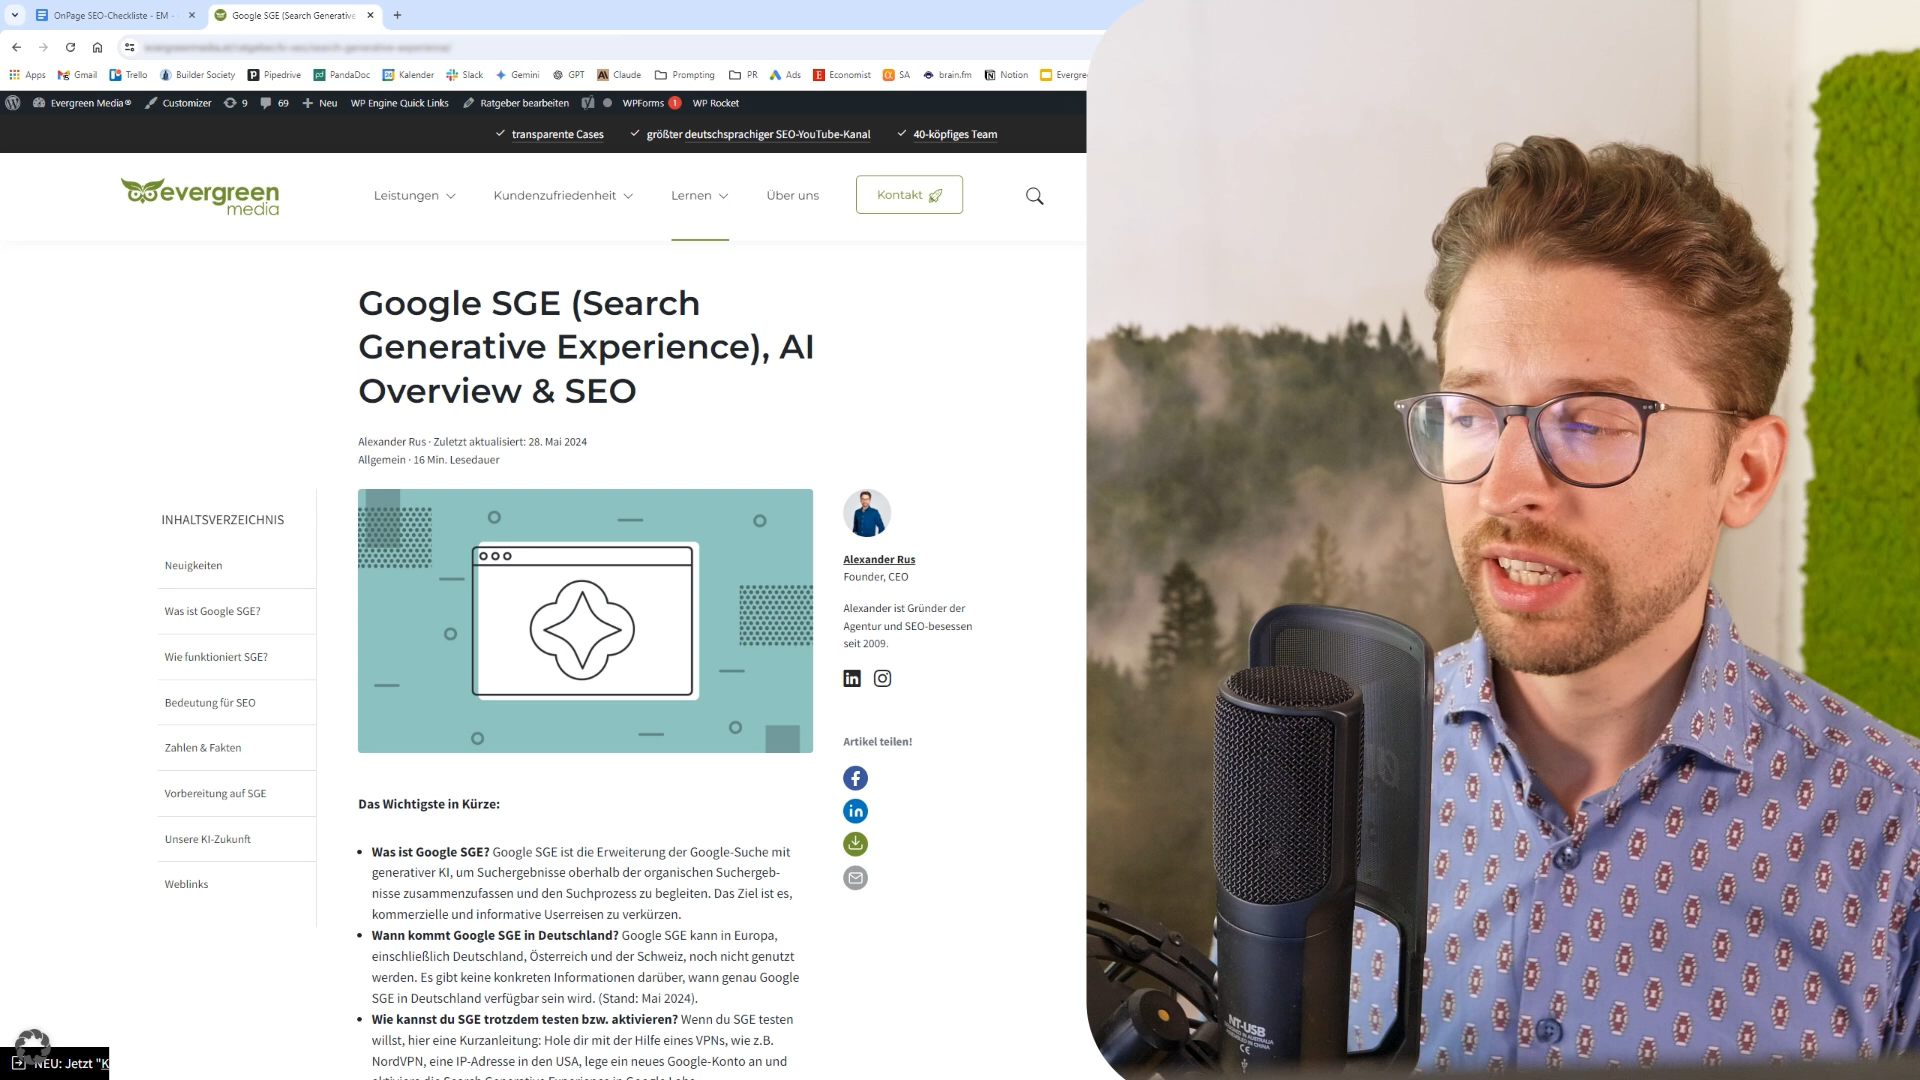 OnPage SEO-Checkliste - EM -
Google SGE (Search Generative
Apps Gmail Trello Builder Society Pipedrive PandaDoc Kalender Slack Gemini GPT Claude Prompting PR Ads Economist SA brain.fm Notion Evergre
Evergreen Media® Customizer 9 69 Neu WP Engine Quick Links Ratgeber bearbeiten WPForms 1 WP Rocket
transparente Cases größter deutschsprachiger SEO-YouTube-Kanal 40-köpfiges Team
evergreen
media
Leistungen Kundenzufriedenheit Lernen Über uns Kontakt
Google SGE (Search
Generative Experience), AI
Overview & SEO
Alexander Rus · Zuletzt aktualisiert: 28. Mai 2024
Allgemein · 16 Min. Lesedauer
INHALTSVERZEICHNIS
Neuigkeiten
Was ist Google SGE?
Wie funktioniert SGE?
Bedeutung für SEO
Zahlen & Fakten
Vorbereitung auf SGE
Unsere KI-Zukunft
Weblinks
Alexander Rus
Founder, CEO
Alexander ist Gründer der
Agentur und SEO-besessen
seit 2009.
Artikel teilen!
Das Wichtigste in Kürze:
Was ist Google SGE? Google SGE ist die Erweiterung der Google-Suche mit
generativer KI, um Suchergebnisse oberhalb der organischen Suchergeb-
nisse zusammenzufassen und den Suchprozess zu begleiten. Das Ziel ist es,
kommerzielle und informative Userreisen zu verkürzen.
Wann kommt Google SGE in Deutschland? Google SGE kann in Europa,
einschließlich Deutschland, Österreich und der Schweiz, noch nicht genutzt
werden. Es gibt keine konkreten Informationen darüber, wann genau Google
SGE in Deutschland verfügbar sein wird. (Stand: Mai 2024).
Wie kannst du SGE trotzdem testen bzw. aktivieren? Wenn du SGE testen
willst, hier eine Kurzanleitung: Hole dir mit der Hilfe eines VPNs, wie z.B.
NordVPN, eine IP-Adresse in den USA, lege ein neues Google-Konto an und
NEU: Jetzt "K
NT-USB
CE